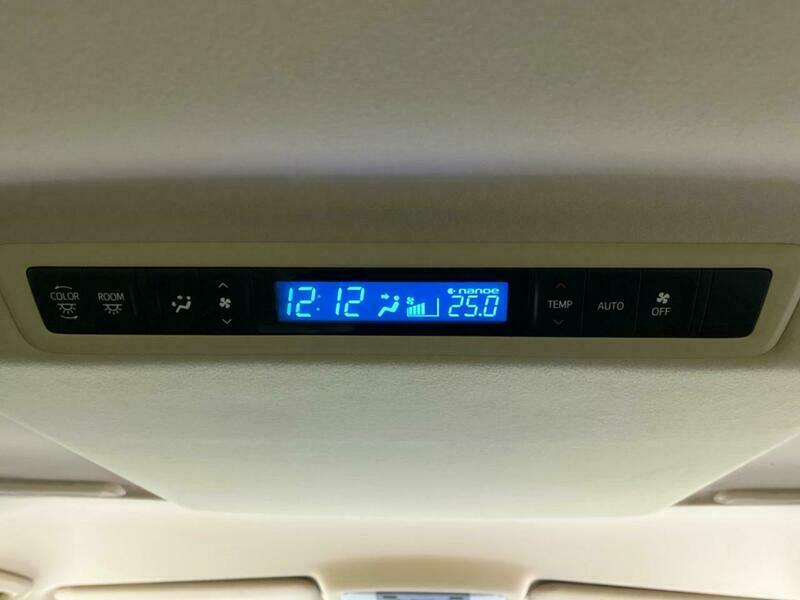 COLOR
ROOM
12:12
nanoe
25.0
TEMP
AUTO
OFF